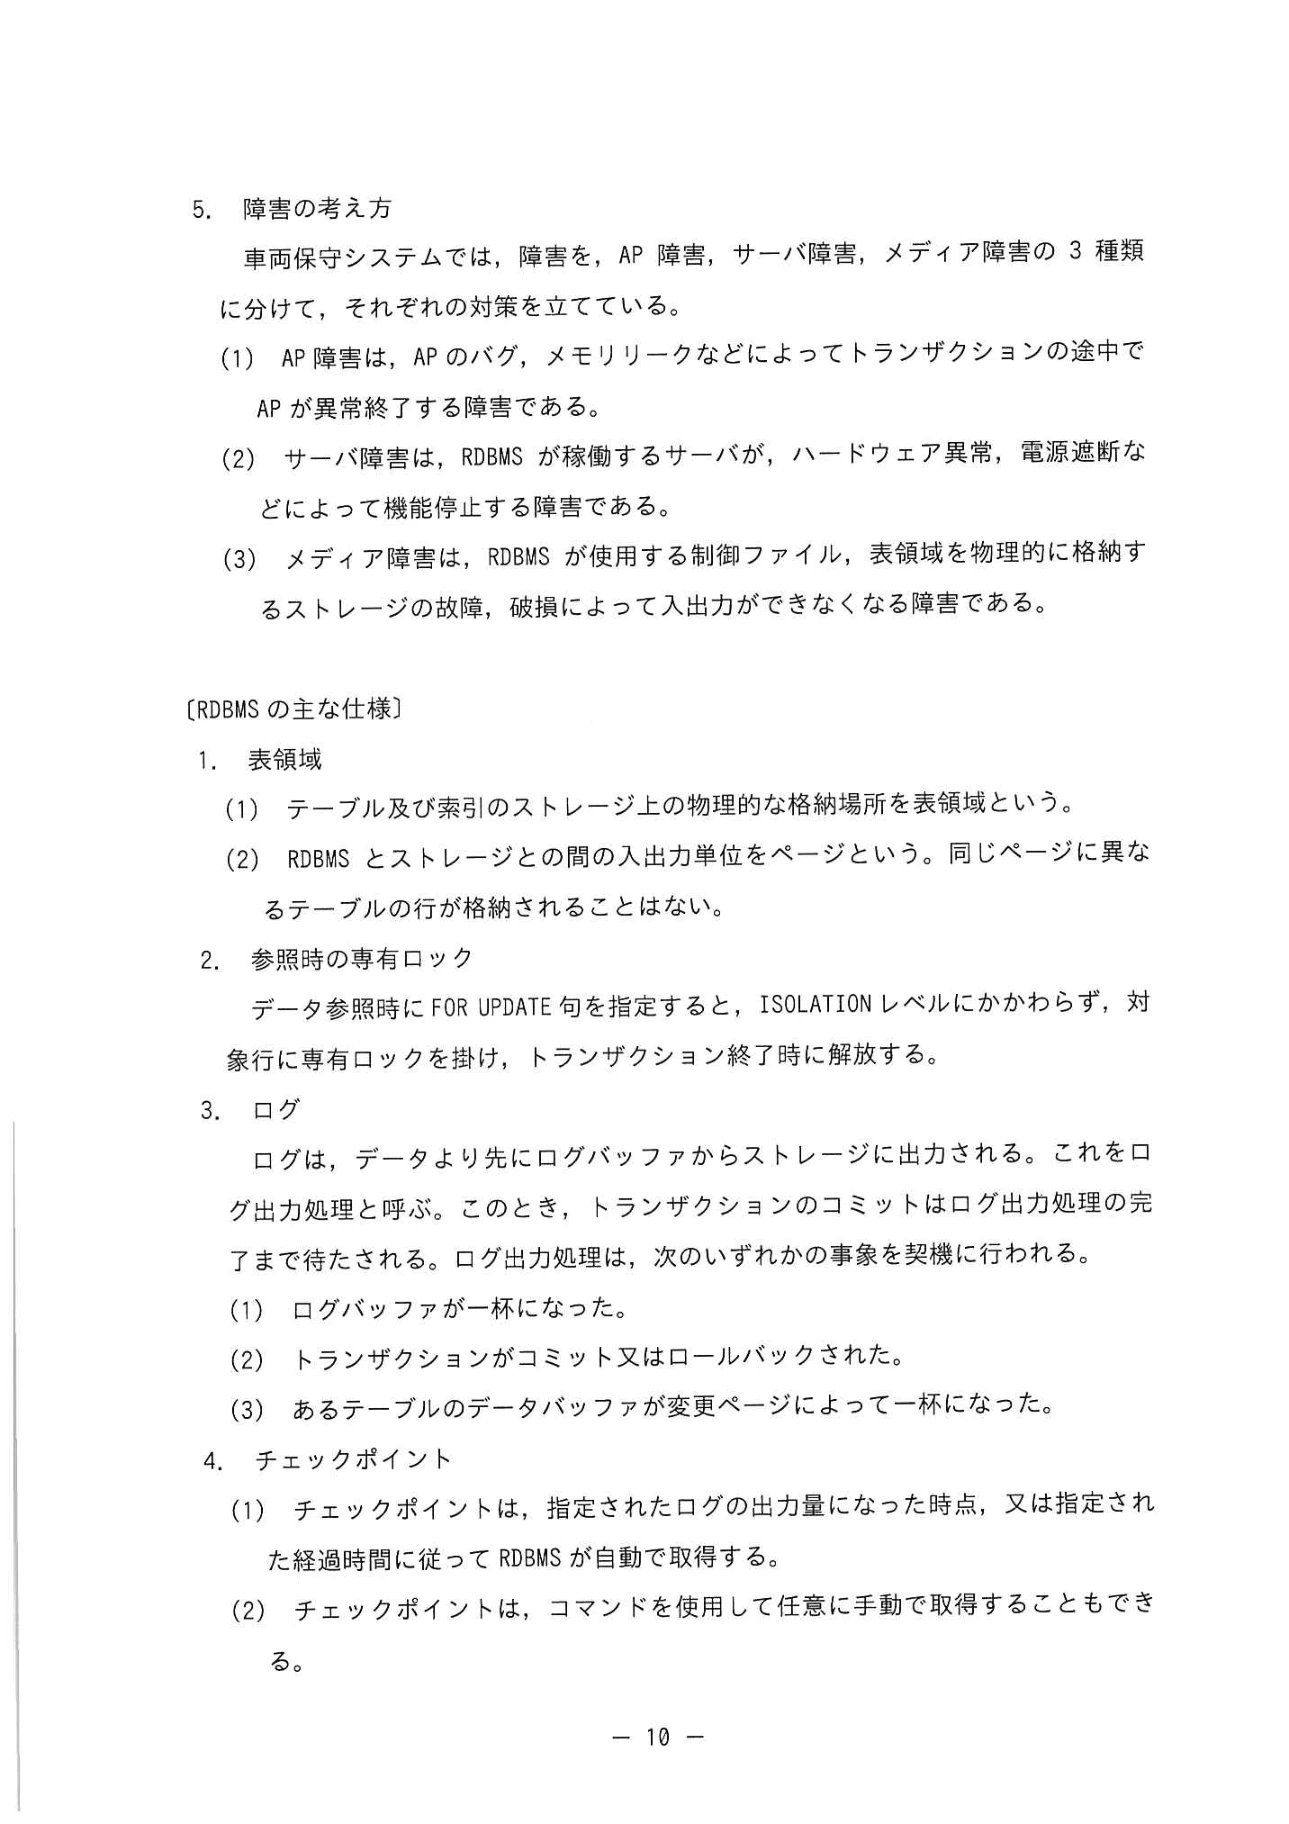 5. 障害の考え方
車両保守システムでは，障害を，AP 障害，サーバ障害，メディア障害の 3 種類
に分けて，それぞれの対策を立てている。
(1) AP 障害は，AP のバグ，メモリリークなどによってトランザクションの途中で
AP が異常終了する障害である。
(2) サーバ障害は，RDBMS が稼働するサーバが，ハードウェア異常，電源遮断な
どによって機能停止する障害である。
(3) メディア障害は，RDBMS が使用する制御ファイル，表領域を物理的に格納す
るストレージの故障，破損によって入出力ができなくなる障害である。
〔RDBMS の主な仕様〕
1. 表領域
(1) テーブル及び索引のストレージ上の物理的な格納場所を表領域という。
(2) RDBMS とストレージとの間の入出力単位をページという。同じページに異な
るテーブルの行が格納されることはない。
2. 参照時の専有ロック
データ参照時に FOR UPDATE 句を指定すると，ISOLATION レベルにかかわらず，対
象行に専有ロックを掛け，トランザクション終了時に解放する。
3. ログ
ログは，データより先にログバッファからストレージに出力される。これをロ
グ出力処理と呼ぶ。このとき，トランザクションのコミットはログ出力処理の完
了まで待たされる。ログ出力処理は，次のいずれかの事象を契機に行われる。
(1) ログバッファが一杯になった。
(2) トランザクションがコミット又はロールバックされた。
(3) あるテーブルのデータバッファが変更ページによって一杯になった。
4. チェックポイント
(1) チェックポイントは，指定されたログの出力量になった時点，又は指定され
た経過時間に従って RDBMS が自動で取得する。
(2) チェックポイントは，コマンドを使用して任意に手動で取得することもでき
る。
― 10 ―